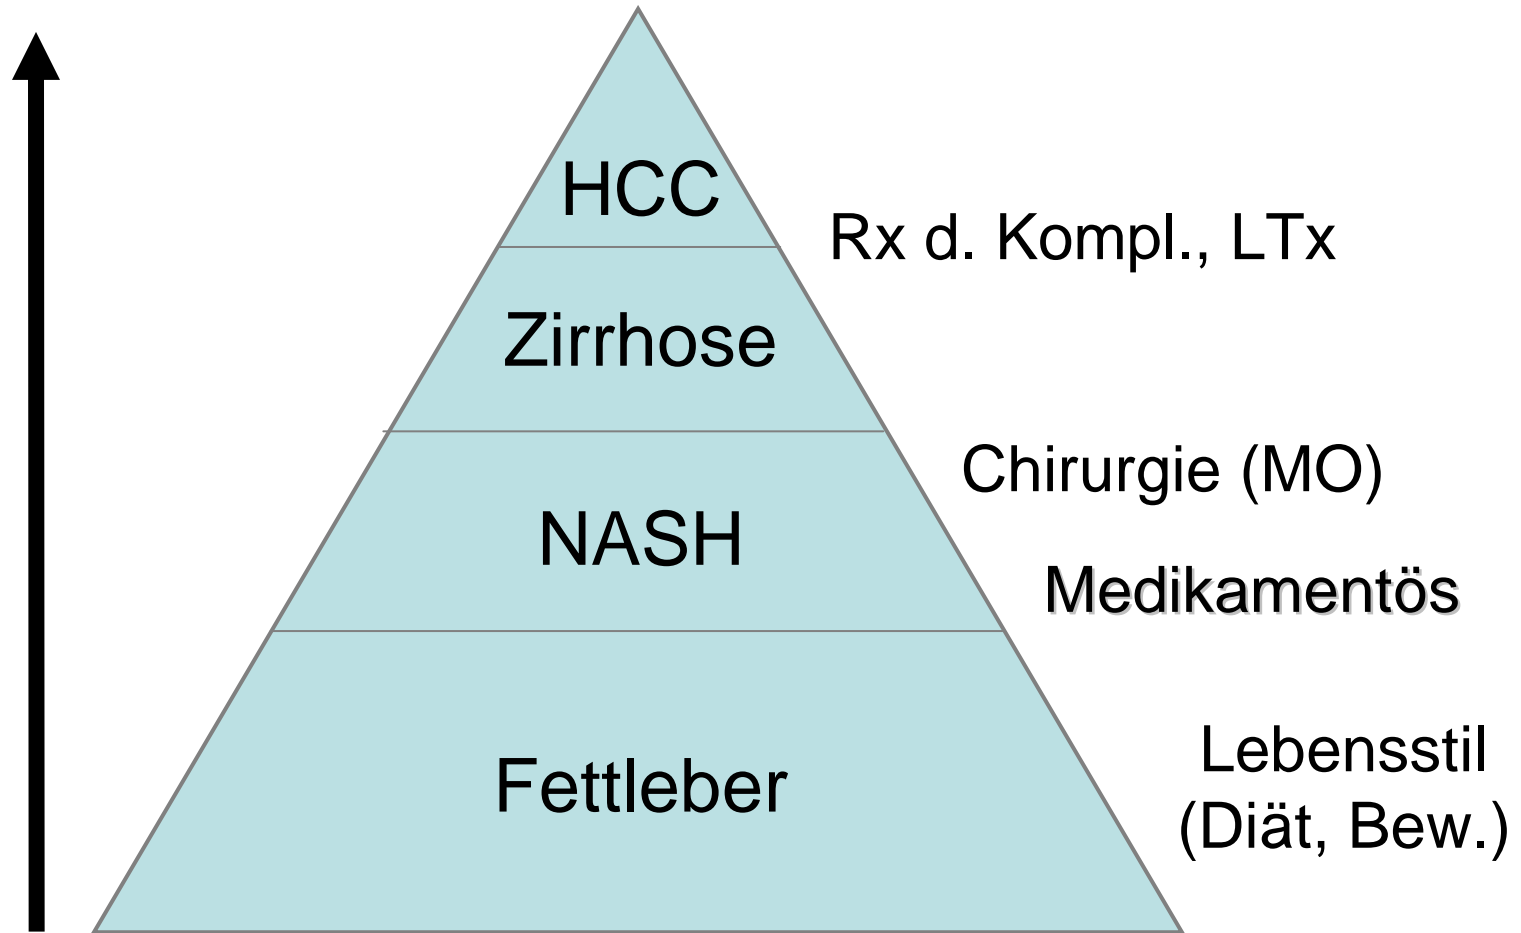 HCC
Rx d. Kompl., LTx
Zirrhose
Chirurgie (MO)
NASH
Medikamentös
Fettleber
Lebensstil
(Diät, Bew.)